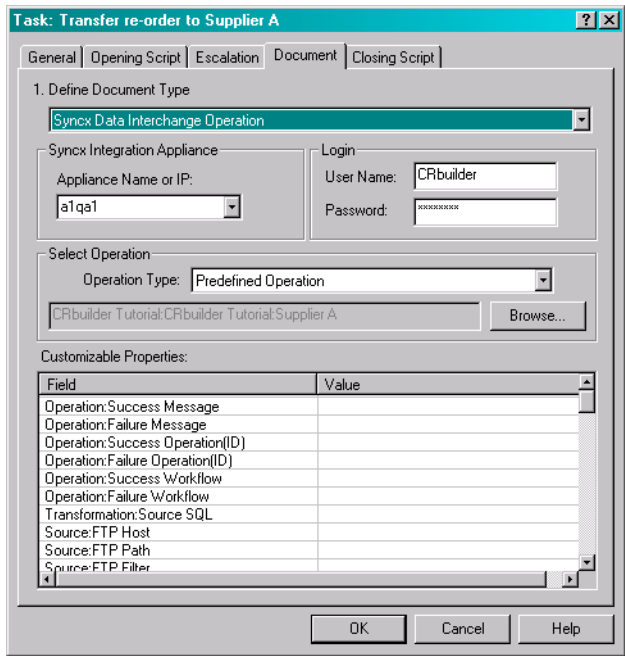 Task: Transfer re-order to Supplier A
General Opening Script Escalation Document Closing Script
1. Define Document Type
Syncx Data Interchange Operation
Syncx Integration Appliance
Appliance Name or IP:
a1qa1
Login
User Name: CRbuilder
Password: xxxxxxxx
Select Operation
Operation Type: Predefined Operation
CRbuilder Tutorial:CRbuilder Tutorial:Supplier A Browse...
Customizable Properties:
Field Value
Operation:Success Message
Operation:Failure Message
Operation:Success Operation(ID)
Operation:Failure Operation(ID)
Operation:Success Workflow
Operation:Failure Workflow
Transformation:Source SQL
Source:FTP Host
Source:FTP Path
Source:FTP Filter
OK Cancel Help